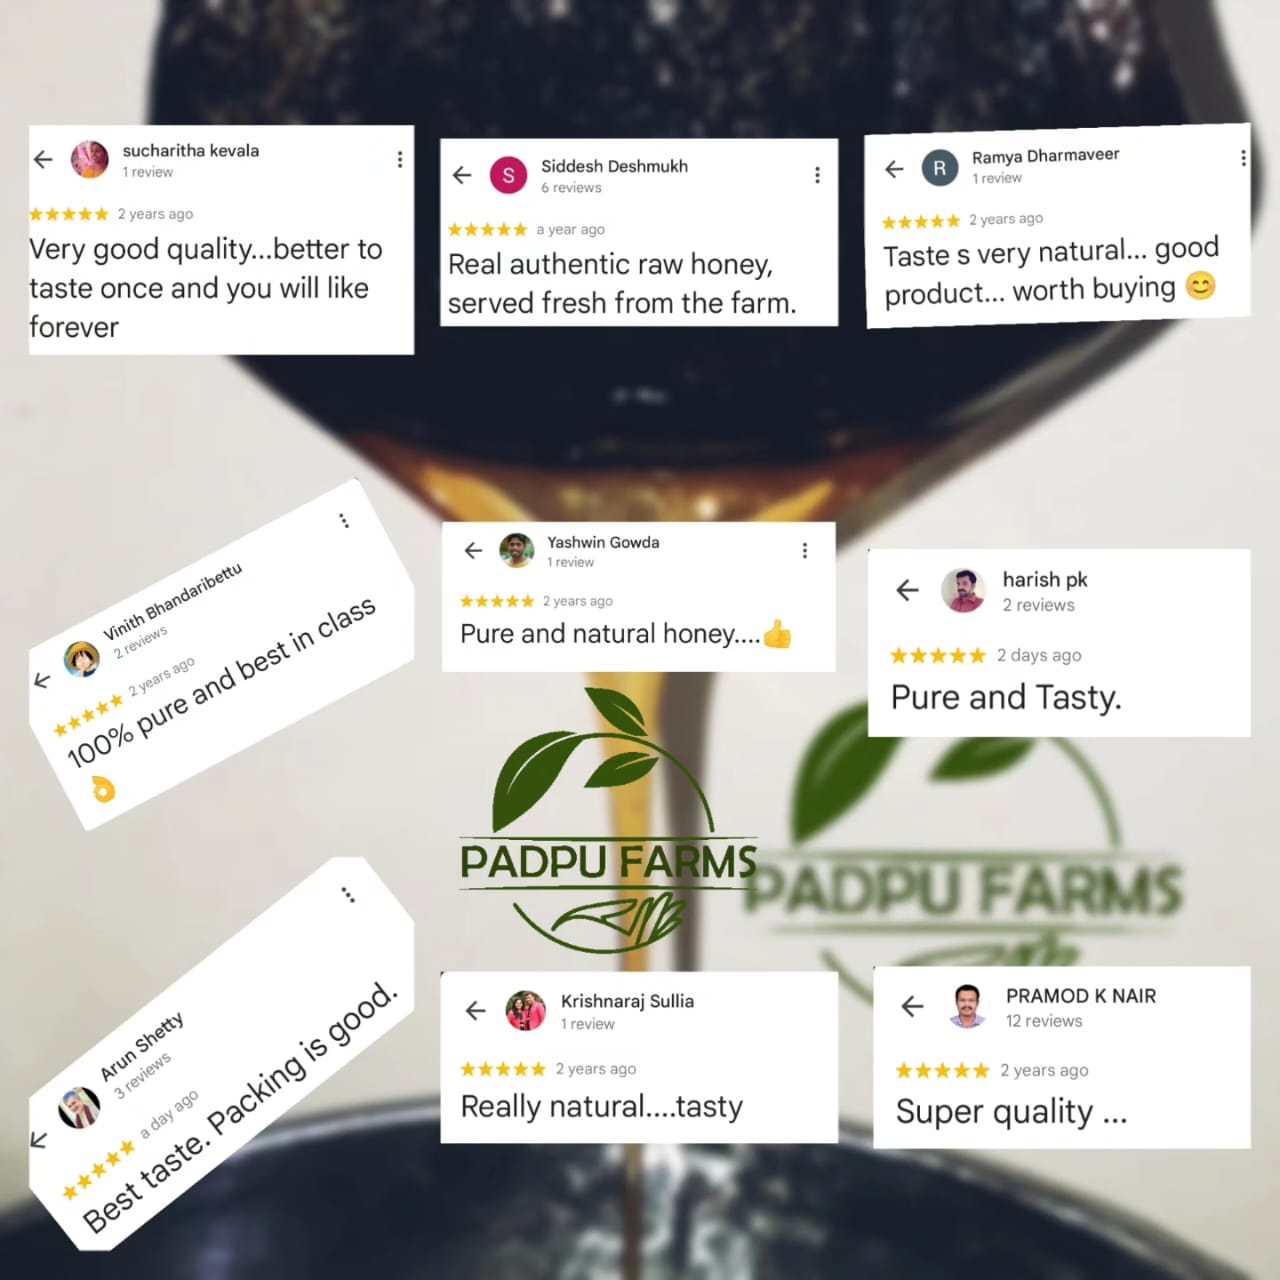 sucharitha kevala
1 review
2 years ago
Very good quality...better to
taste once and you will like
forever
S
Siddesh Deshmukh
6 reviews
a year ago
Real authentic raw honey,
served fresh from the farm.
R
Ramya Dharmaveer
1 review
2 years ago
Taste s very natural... good
product... worth buying 😊
Vinith Bhandaribettu
2 reviews
2 years ago
100% pure and best in class
👌
Yashwin Gowda
1 review
2 years ago
Pure and natural honey....👍
harish pk
2 reviews
2 days ago
Pure and Tasty.
PADPU FARMS
PADPU FARMS
Arun Shetty
3 reviews
a day ago
Best taste. Packing is good.
Krishnaraj Sullia
1 review
2 years ago
Really natural....tasty
PRAMOD K NAIR
12 reviews
2 years ago
Super quality ...